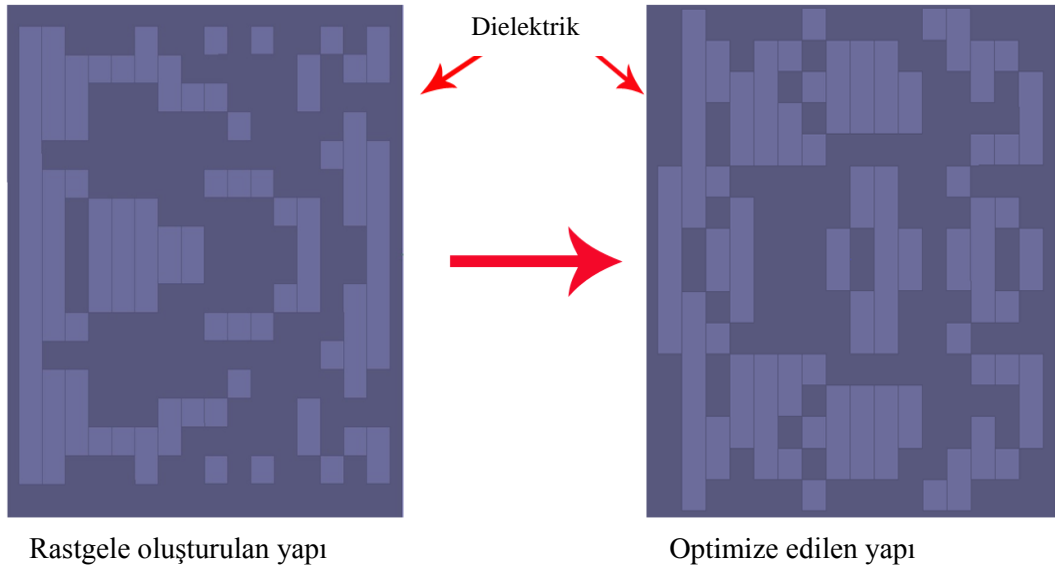 Dielektrik
Rastgele oluşturulan yapı
Optimize edilen yapı